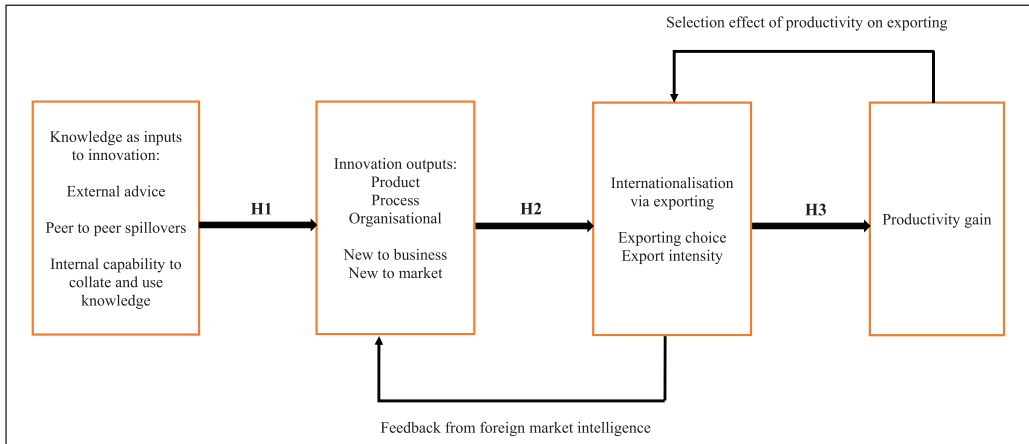 Selection effect of productivity on exporting
Knowledge as inputs
to innovation:
External advice
Peer to peer spillovers
Internal capability to
collate and use
knowledge
H1
Innovation outputs:
Product
Process
Organisational
New to business
New to market
H2
Internationalisation
via exporting
Exporting choice
Export intensity
H3
Productivity gain
Feedback from foreign market intelligence